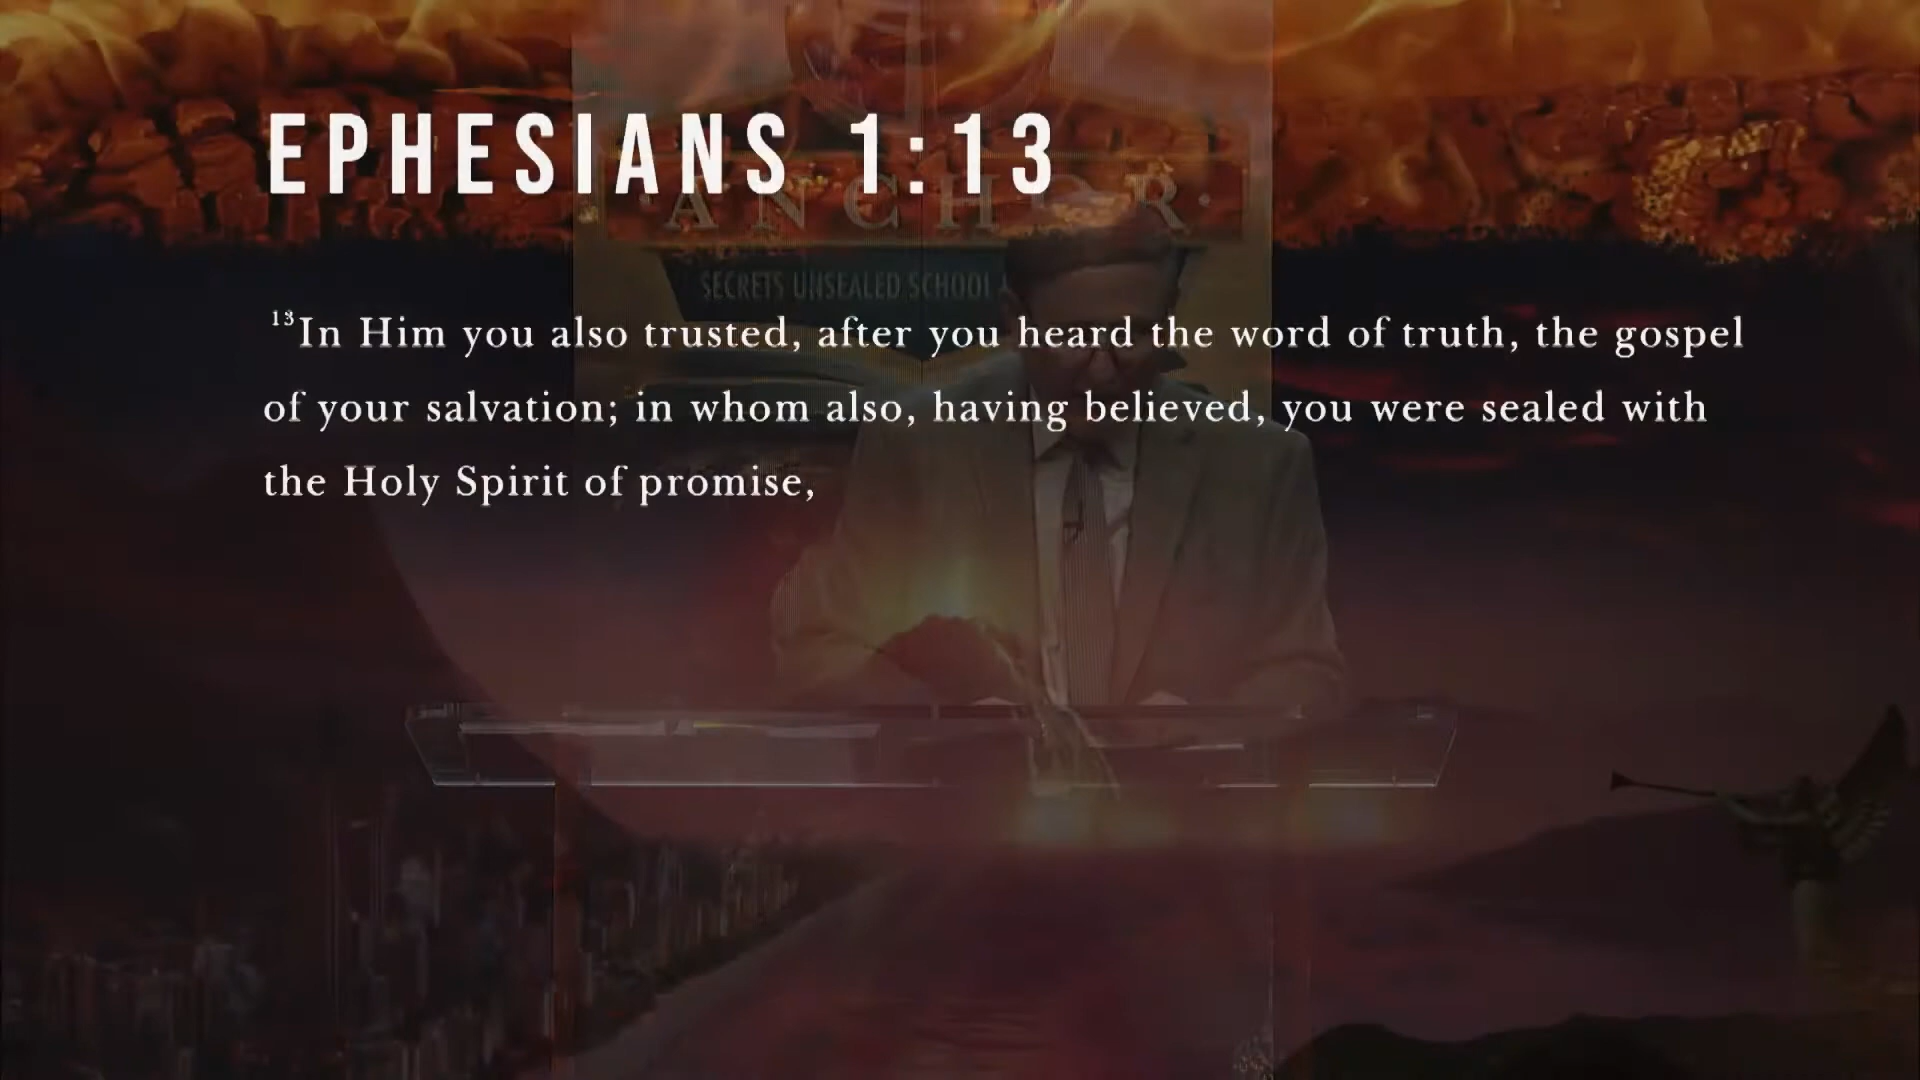 EPHESIANS 1:13
ANCHOR
SECRETS UNSEALED SCHOOL
13In Him you also trusted, after you heard the word of truth, the gospel
of your salvation; in whom also, having believed, you were sealed with
the Holy Spirit of promise,